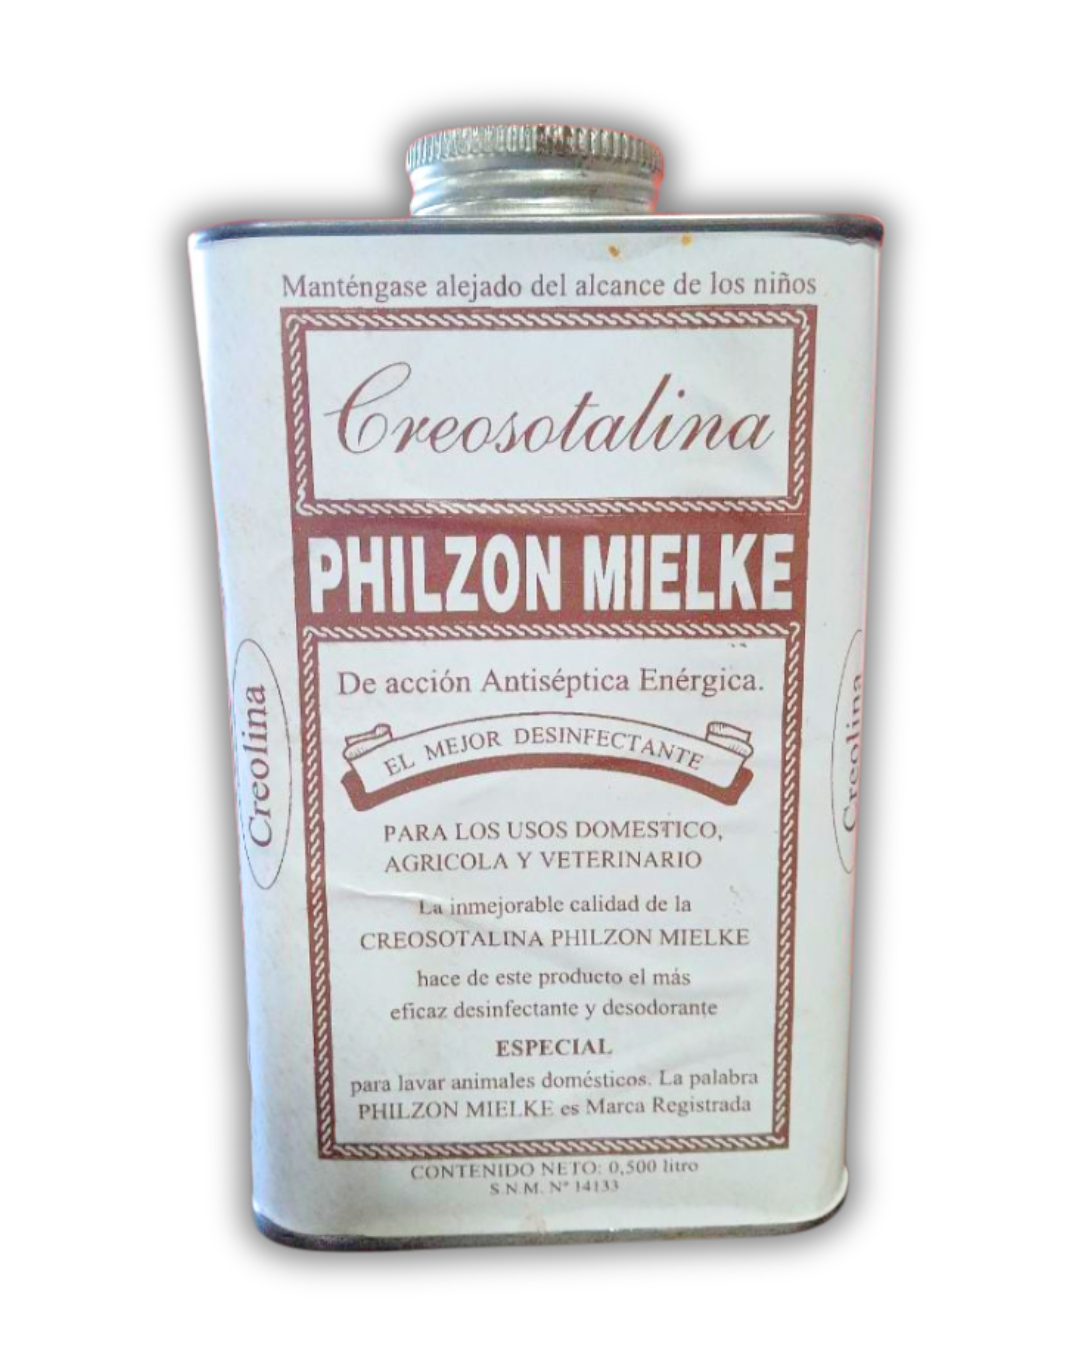 Manténgase alejado del alcance de los niños
Creosotalina
PHILZON MIELKE
De acción Antiséptica Enérgica.
EL MEJOR DESINFECTANTE
PARA LOS USOS DOMESTICO,
AGRICOLA Y VETERINARIO
La inmejorable calidad de la
CREOSOTALINA PHILZON MIELKE
hace de este producto el más
eficaz desinfectante y desodorante
ESPECIAL
para lavar animales domésticos. La palabra
PHILZON MIELKE es Marca Registrada
CONTENIDO NETO: 0,500 litro
S.N.M. Nº 14133
Creolina
Creolina